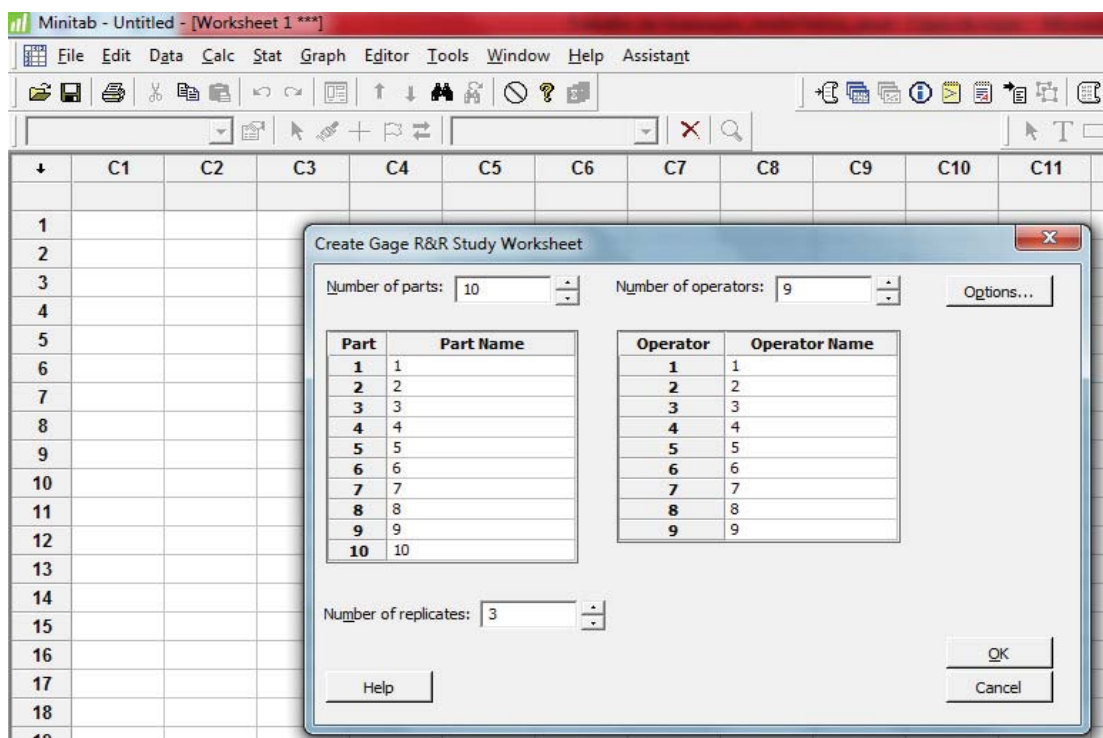 Minitab - Untitled - [Worksheet 1 ***]
File Edit Data Calc Stat Graph Editor Tools Window Help Assistant
C1 C2 C3 C4 C5 C6 C7 C8 C9 C10 C11
1
2
3
4
5
6
7
8
9
10
11
12
13
14
15
16
17
18
Create Gage R&R Study Worksheet
Number of parts: 10 Number of operators: 9 Options...
Part Part Name Operator Operator Name
1 1 1 1
2 2 2 2
3 3 3 3
4 4 4 4
5 5 5 5
6 6 6 6
7 7 7 7
8 8 8 8
9 9 9 9
10 10
Number of replicates: 3
OK
Help Cancel